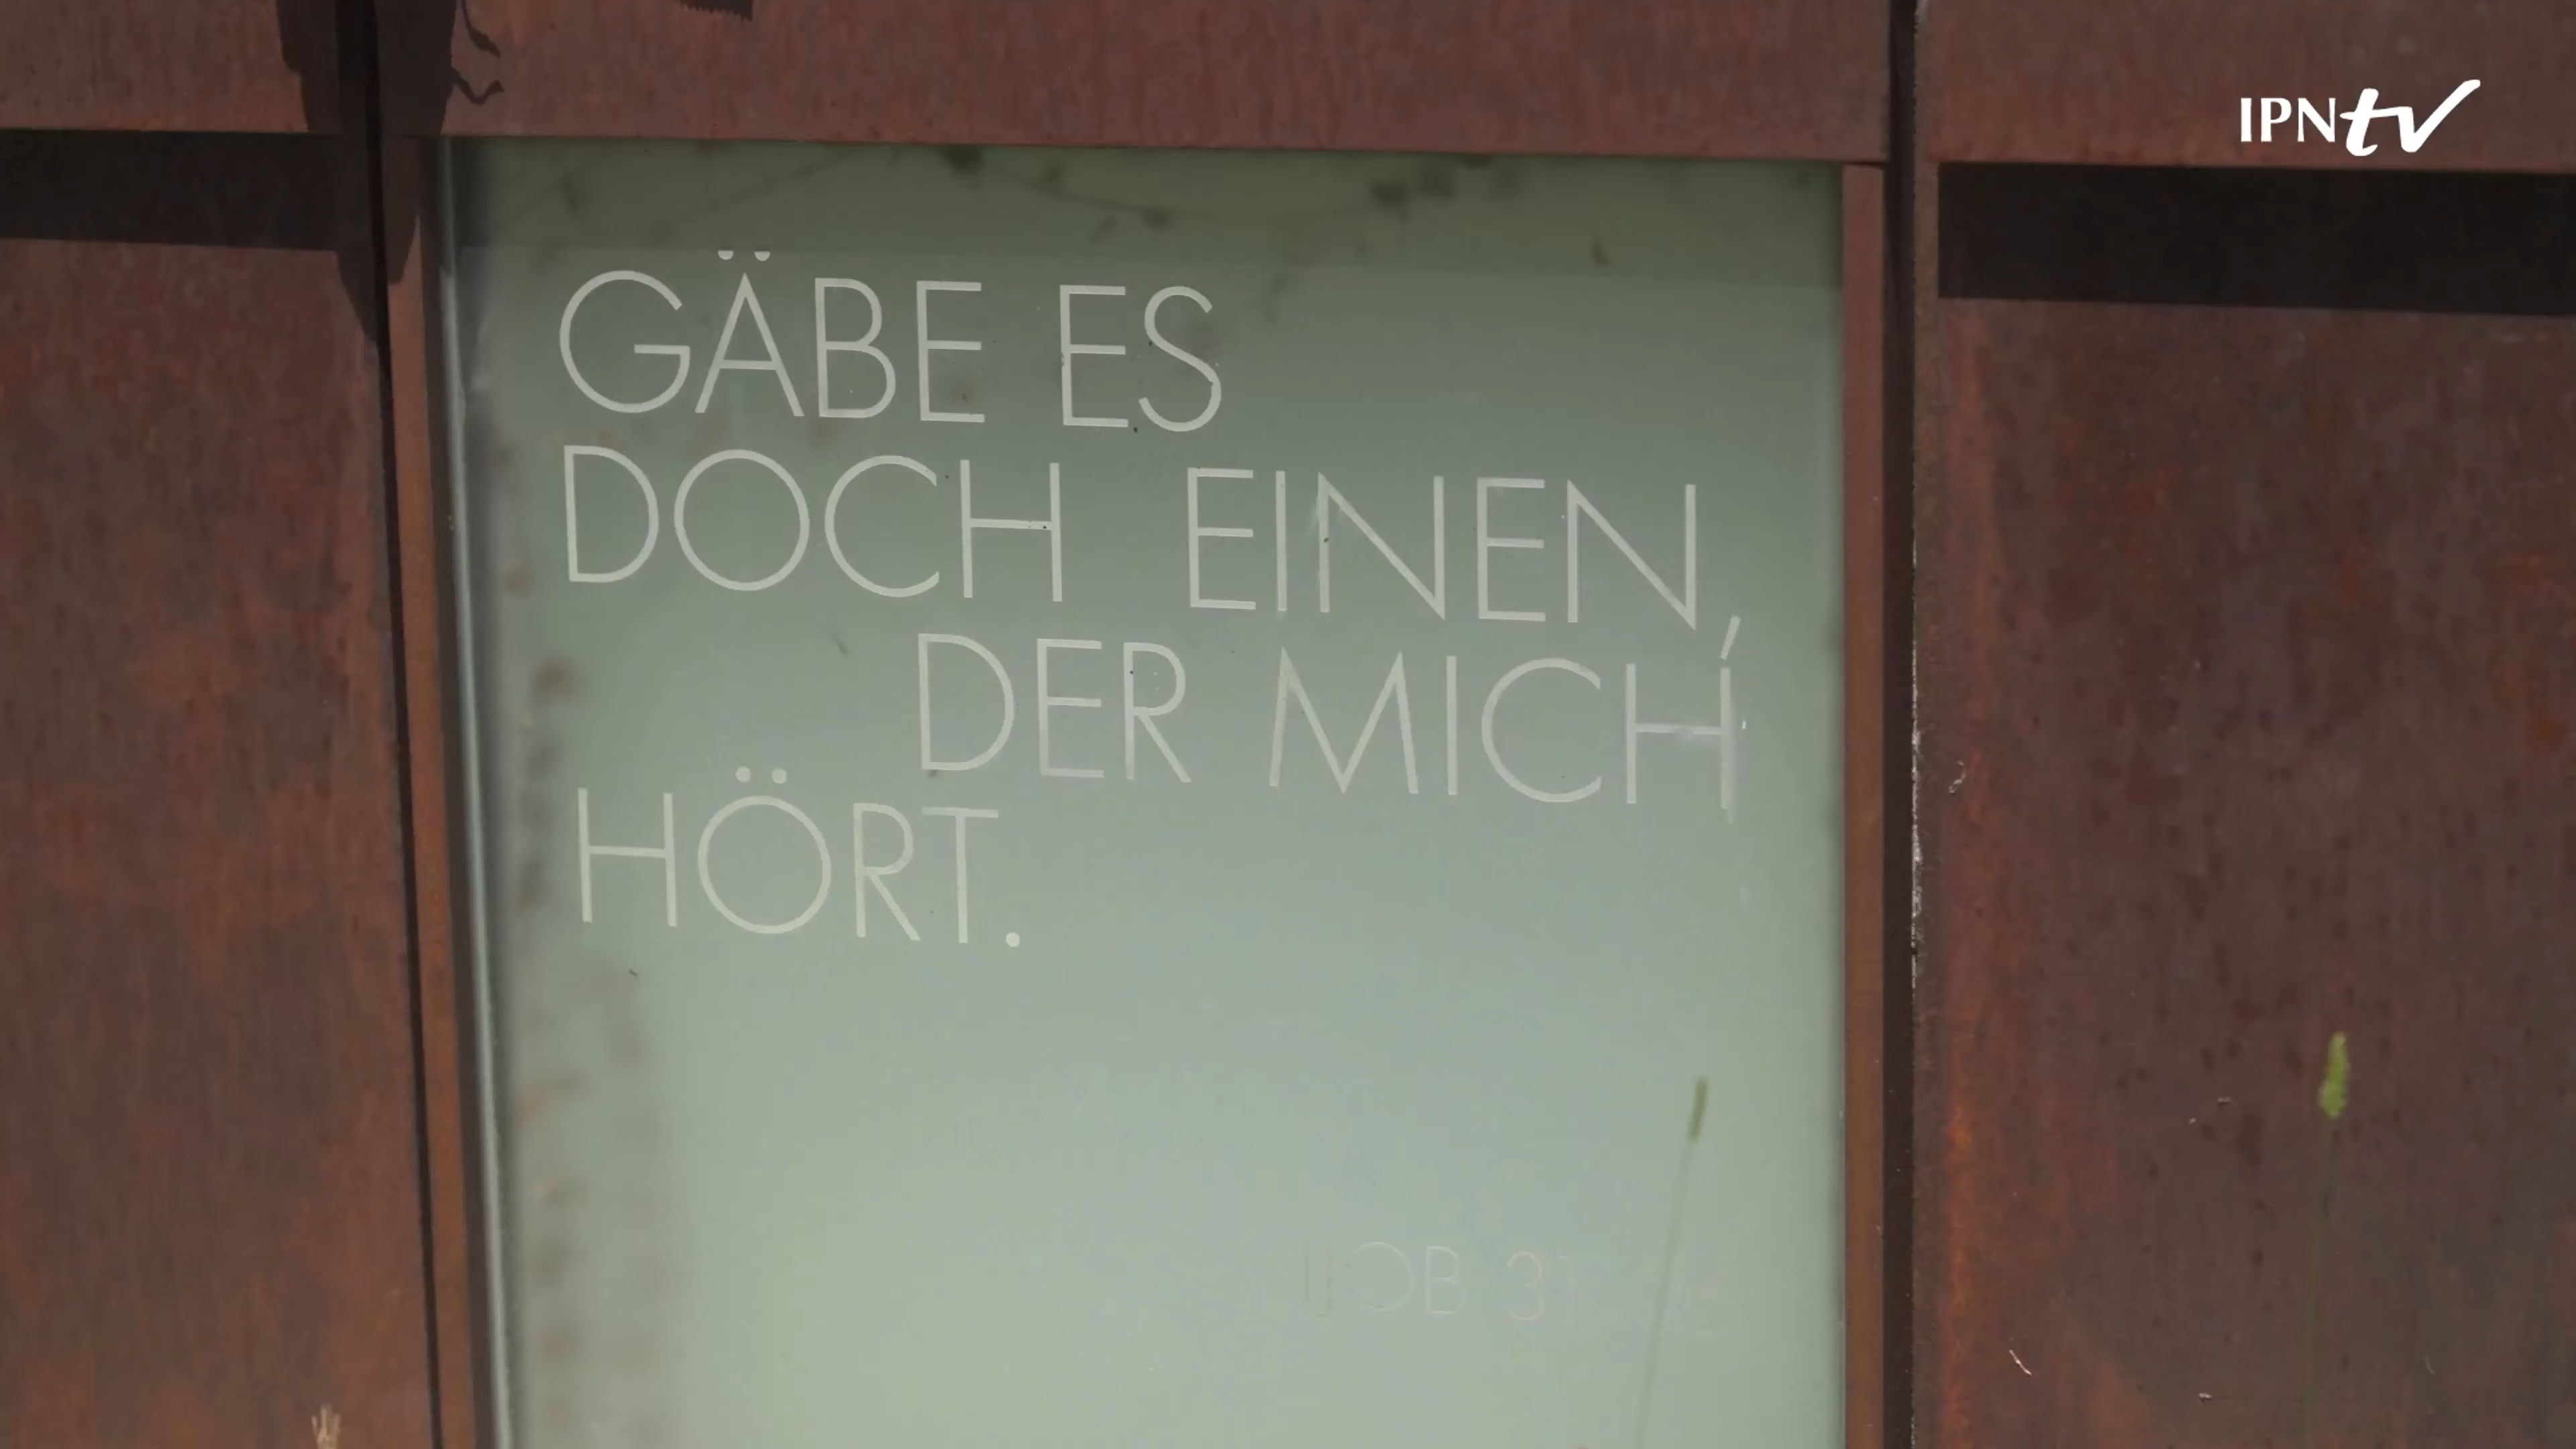 IPNtv
GÄBE ES
DOCH EINEN,
DER MICH
HÖRT.
IJOB 31